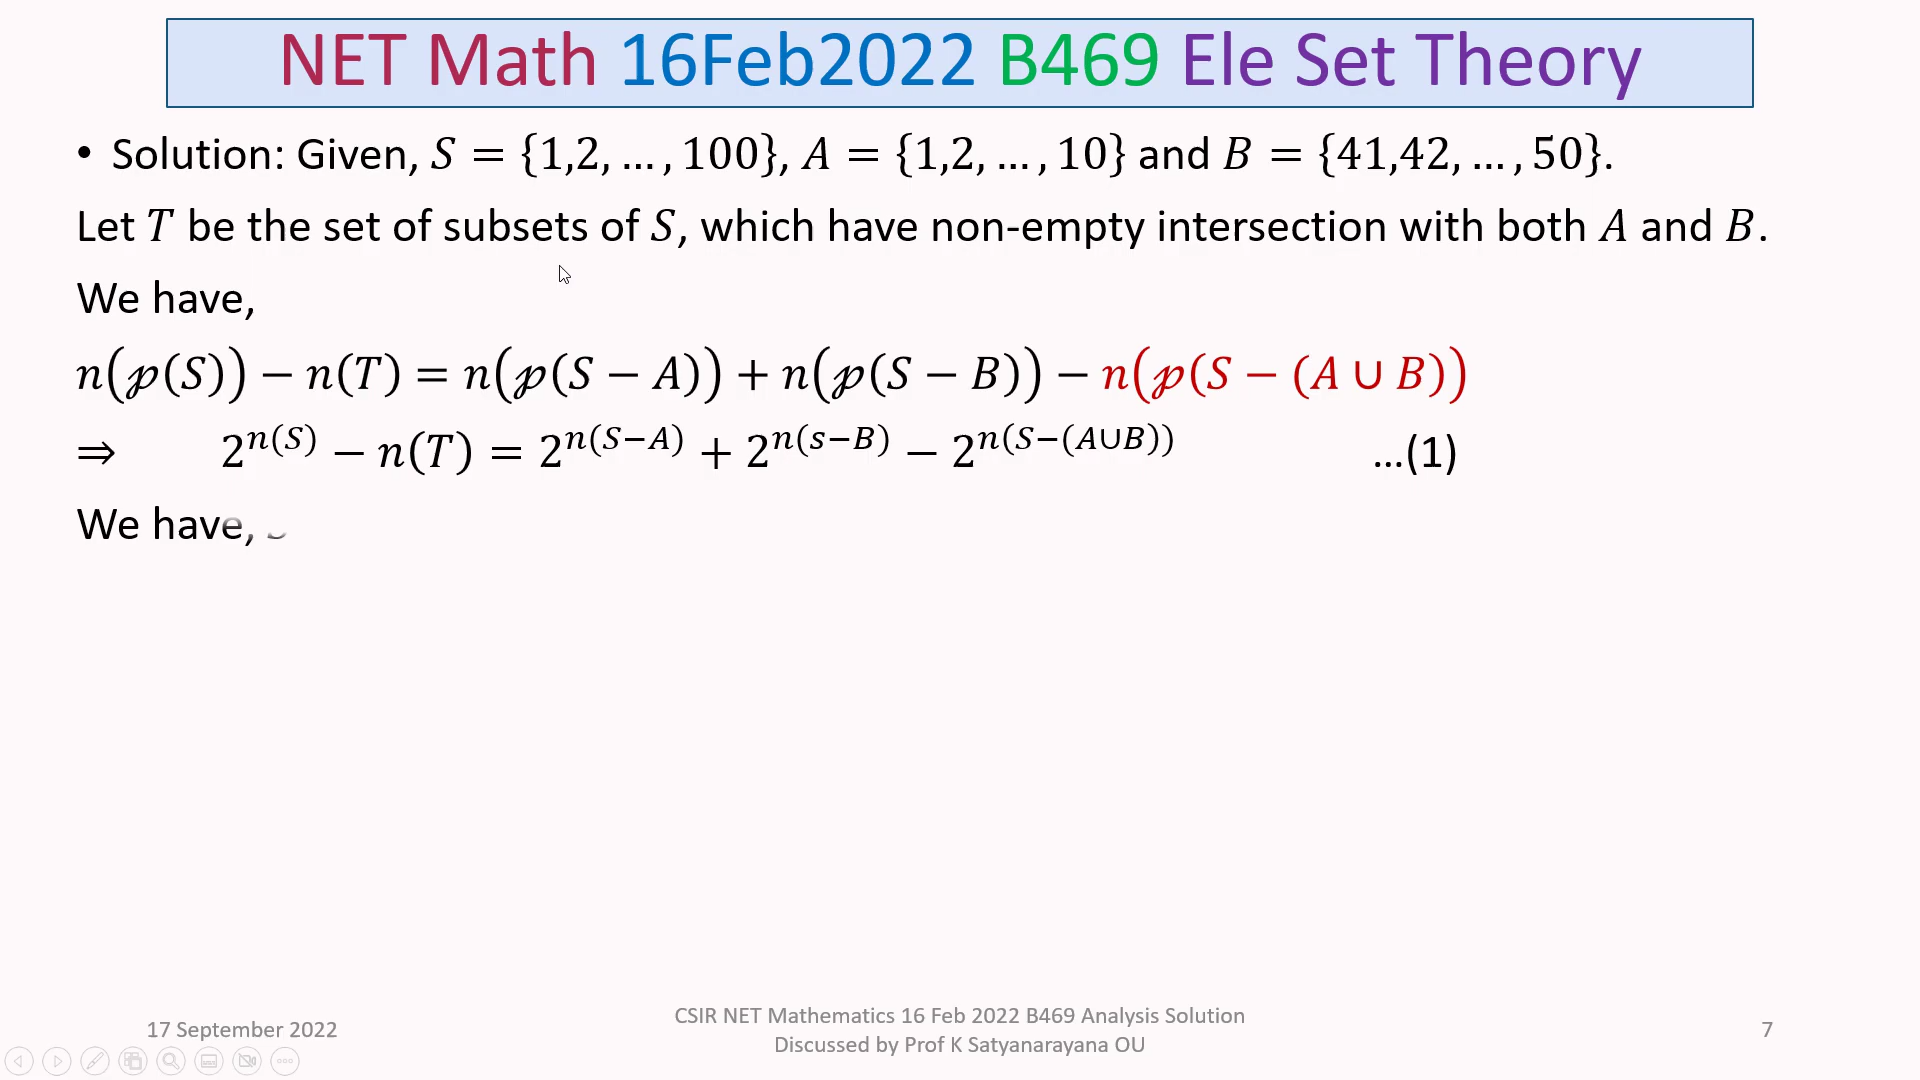 NET Math 16Feb2022 B469 Ele Set Theory
• Solution: Given, S = {1,2, … , 100}, A = {1,2, … , 10} and B = {41,42, … , 50}.
Let T be the set of subsets of S, which have non-empty intersection with both A and B.
We have,
n(℘(S)) − n(T) = n(℘(S − A)) + n(℘(S − B)) − n(℘(S − (A ∪ B))
⇒ 2^{n(S)} − n(T) = 2^{n(S−A)} + 2^{n(s−B)} − 2^{n(S−(A∪B))} …(1)
We have,
17 September 2022
CSIR NET Mathematics 16 Feb 2022 B469 Analysis Solution
Discussed by Prof K Satyanarayana OU
7